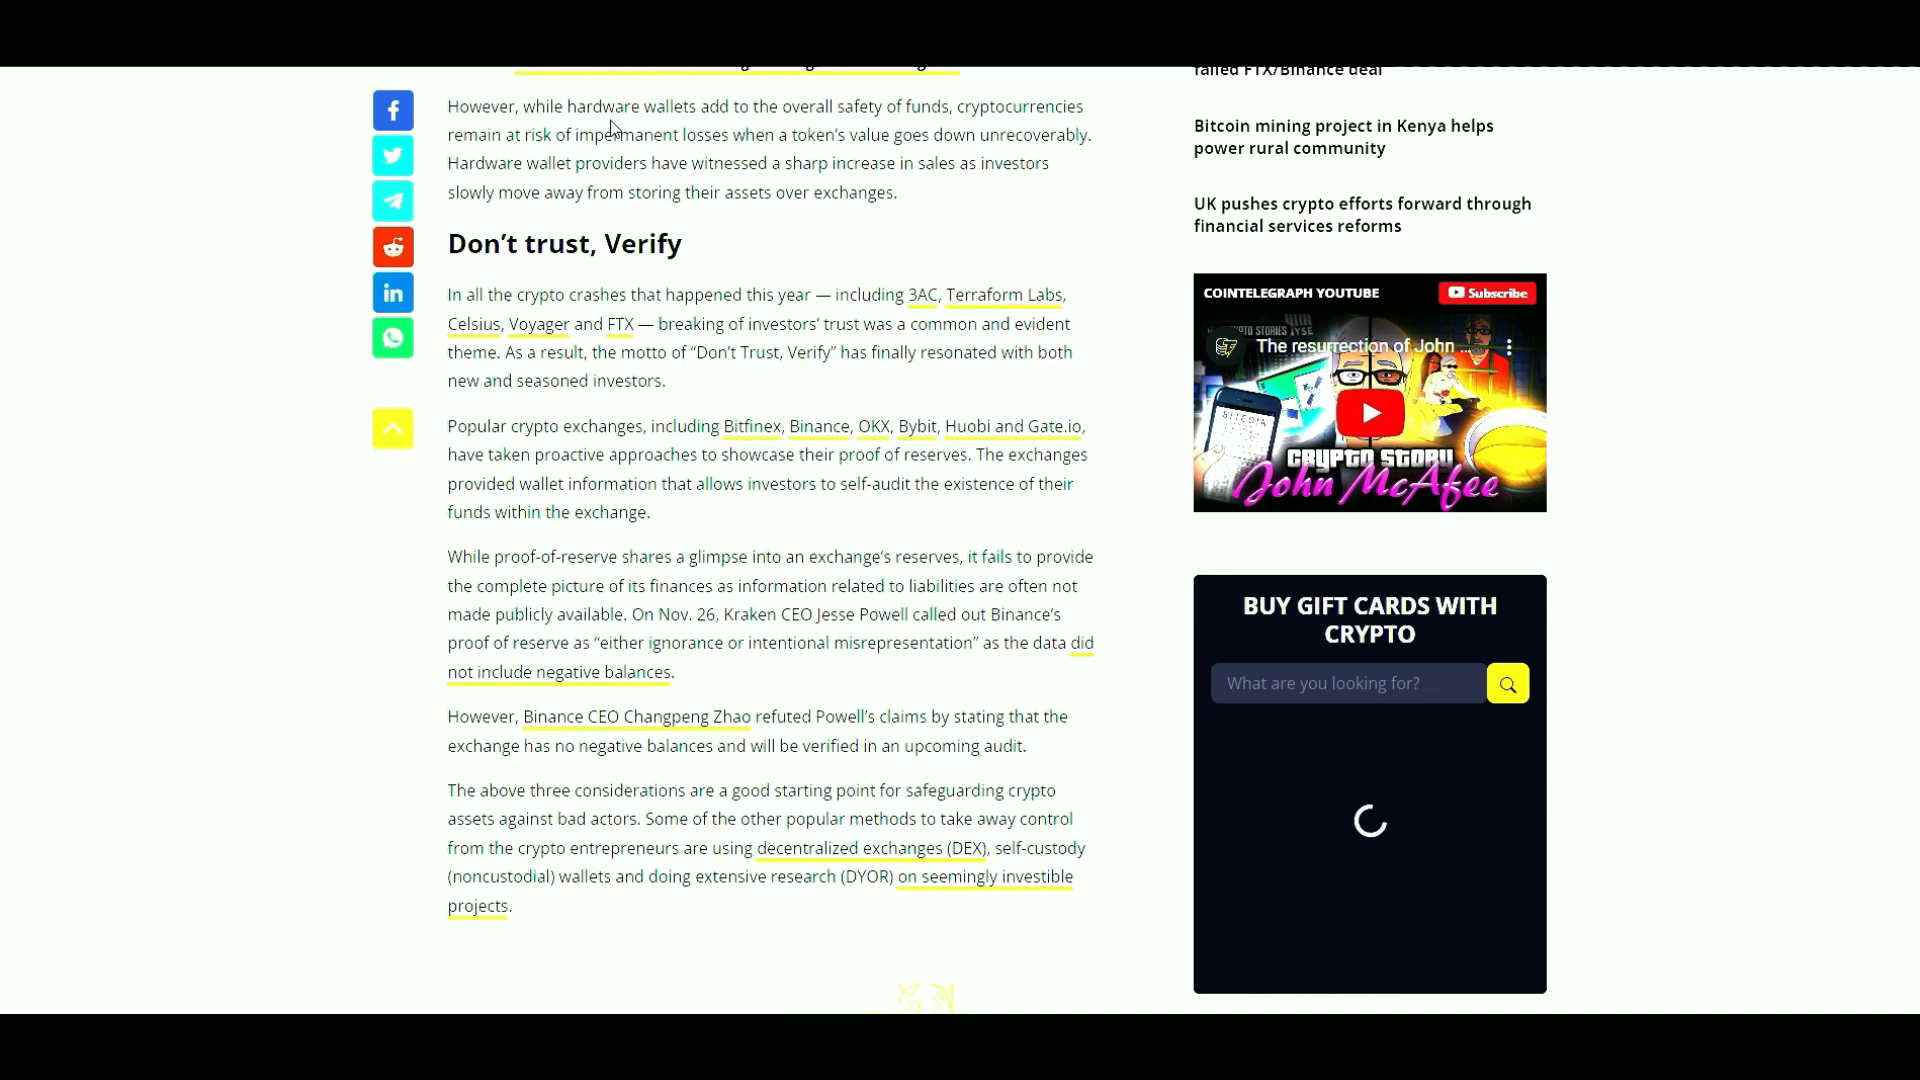 However, while hardware wallets add to the overall safety of funds, cryptocurrencies
remain at risk of impermanent losses when a token’s value goes down unrecoverably.
Hardware wallet providers have witnessed a sharp increase in sales as investors
slowly move away from storing their assets over exchanges.
Don’t trust, Verify
In all the crypto crashes that happened this year — including 3AC, Terraform Labs,
Celsius, Voyager and FTX — breaking of investors’ trust was a common and evident
theme. As a result, the motto of “Don’t Trust, Verify” has finally resonated with both
new and seasoned investors.
Popular crypto exchanges, including Bitfinex, Binance, OKX, Bybit, Huobi and Gate.io,
have taken proactive approaches to showcase their proof of reserves. The exchanges
provided wallet information that allows investors to self-audit the existence of their
funds within the exchange.
While proof-of-reserve shares a glimpse into an exchange’s reserves, it fails to provide
the complete picture of its finances as information related to liabilities are often not
made publicly available. On Nov. 26, Kraken CEO Jesse Powell called out Binance’s
proof of reserve as “either ignorance or intentional misrepresentation” as the data did
not include negative balances.
However, Binance CEO Changpeng Zhao refuted Powell’s claims by stating that the
exchange has no negative balances and will be verified in an upcoming audit.
The above three considerations are a good starting point for safeguarding crypto
assets against bad actors. Some of the other popular methods to take away control
from the crypto entrepreneurs are using decentralized exchanges (DEX), self-custody
(noncustodial) wallets and doing extensive research (DYOR) on seemingly investible
projects.
failed FTX/Binance deal
Bitcoin mining project in Kenya helps
power rural community
UK pushes crypto efforts forward through
financial services reforms
COINTELEGRAPH YOUTUBE
Subscribe
The resurrection of John ...
BITCOIN
CRYPTO STORY
John McAfee
BUY GIFT CARDS WITH
CRYPTO
What are you looking for?